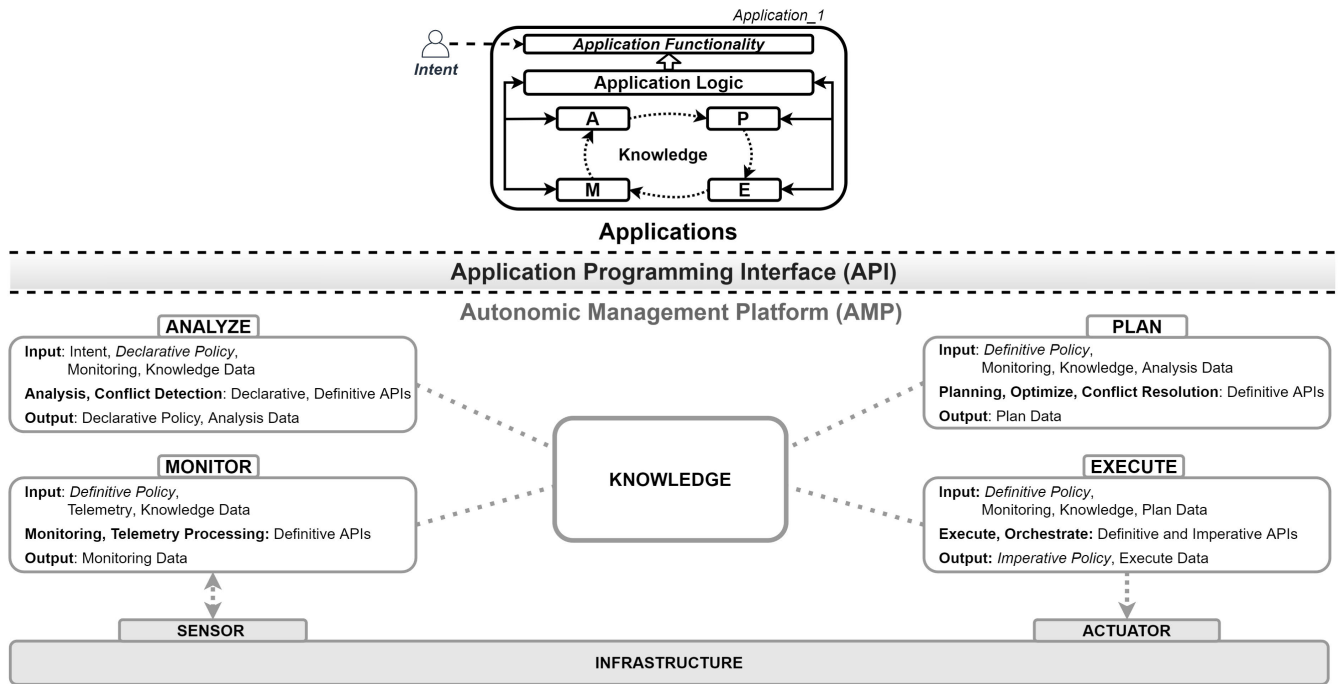 Application_1
Application Functionality
Intent
Application Logic
A
P
Knowledge
M
E
Applications
Application Programming Interface (API)
Autonomic Management Platform (AMP)
ANALYZE
Input: Intent, Declarative Policy,
Monitoring, Knowledge Data
Analysis, Conflict Detection: Declarative, Definitive APIs
Output: Declarative Policy, Analysis Data
PLAN
Input: Definitive Policy,
Monitoring, Knowledge, Analysis Data
Planning, Optimize, Conflict Resolution: Definitive APIs
Output: Plan Data
KNOWLEDGE
MONITOR
Input: Definitive Policy,
Telemetry, Knowledge Data
Monitoring, Telemetry Processing: Definitive APIs
Output: Monitoring Data
EXECUTE
Input: Definitive Policy,
Monitoring, Knowledge, Plan Data
Execute, Orchestrate: Definitive and Imperative APIs
Output: Imperative Policy, Execute Data
SENSOR
ACTUATOR
INFRASTRUCTURE